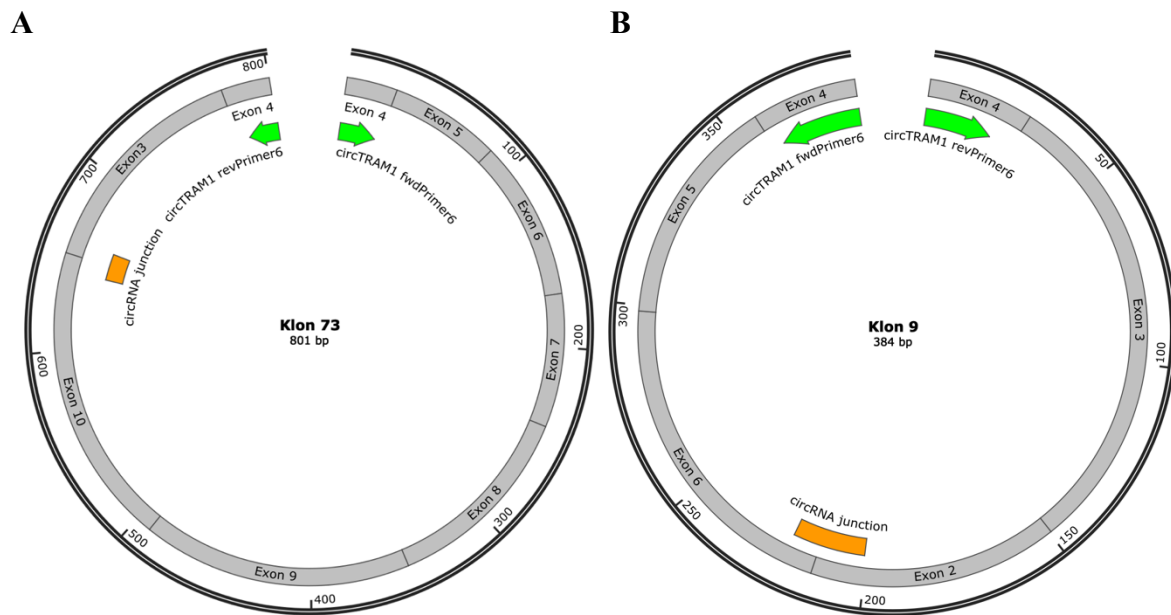 A
800
Exon 4
Exon 4
Exon 5
100
Exon 6
Exon 7
200
Exon 8
300
Exon 9
400
500
Exon 10
600
Exon3
700
circTRAM1 revPrimer6
circTRAM1 fwdPrimer6
circRNA junction
Klon 73
801 bp
B
Exon 4
Exon 4
50
Exon 3
100
150
Exon 2
200
Exon 6
250
300
Exon 5
350
circTRAM1 fwdPrimer6
circTRAM1 revPrimer6
circRNA junction
Klon 9
384 bp